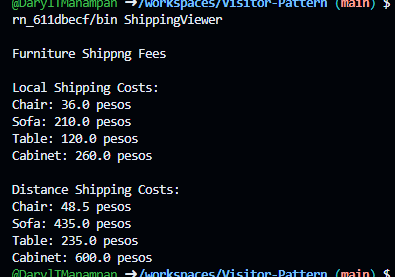 @DarylTManampan ➜/workspaces/Visitor-Pattern (main) $
rn_611dbecf/bin ShippingViewer
Furniture Shippng Fees
Local Shipping Costs:
Chair: 36.0 pesos
Sofa: 210.0 pesos
Table: 120.0 pesos
Cabinet: 260.0 pesos
Distance Shipping Costs:
Chair: 48.5 pesos
Sofa: 435.0 pesos
Table: 235.0 pesos
Cabinet: 600.0 pesos
@DarylTManampan ➜/workspaces/Visitor-Pattern (main) $